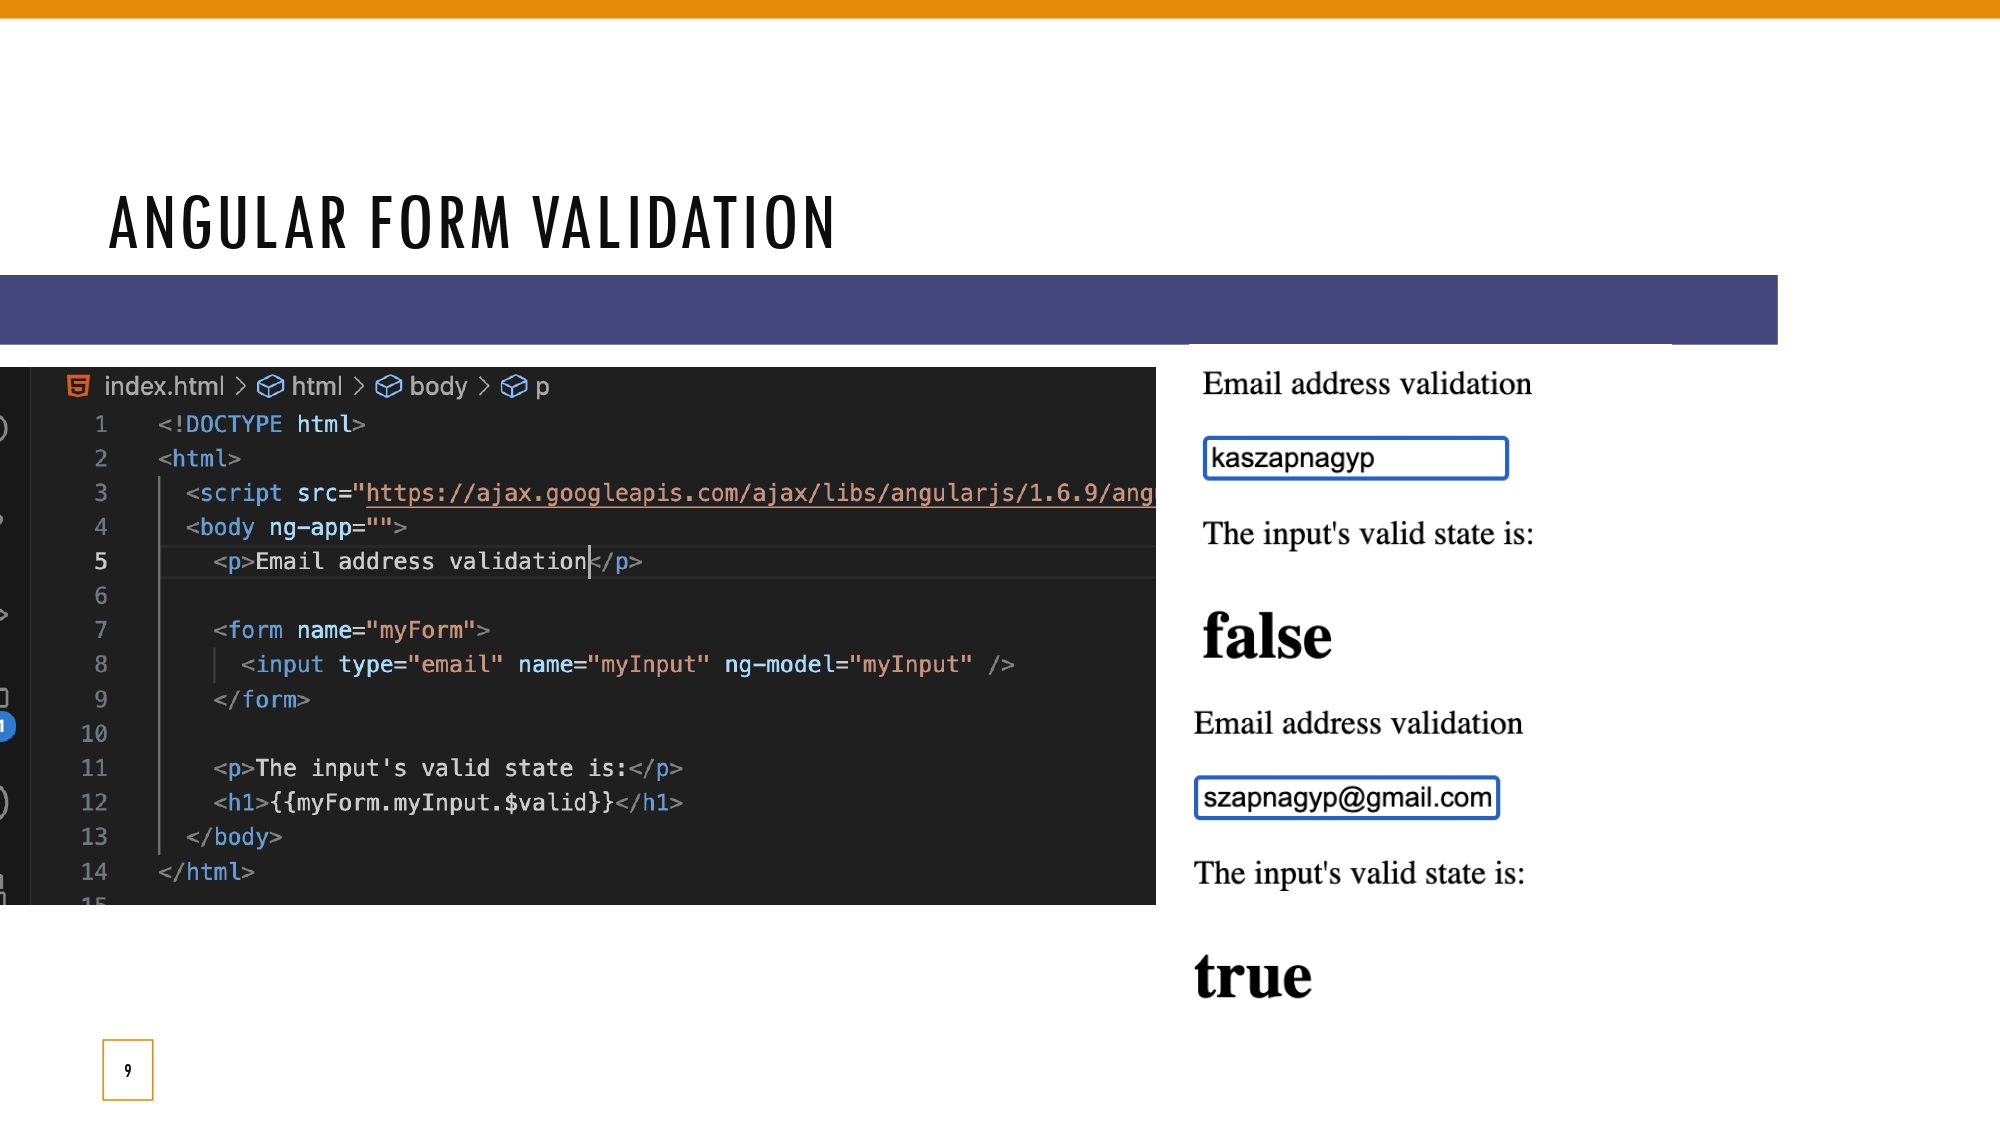 ANGULAR FORM VALIDATION
index.html > html > body > p
1 <!DOCTYPE html>
2 <html>
3 <script src="https://ajax.googleapis.com/ajax/libs/angularjs/1.6.9/ang
4 <body ng-app="">
5 <p>Email address validation</p>
6
7 <form name="myForm">
8 <input type="email" name="myInput" ng-model="myInput" />
9 </form>
10
11 <p>The input's valid state is:</p>
12 <h1>{{myForm.myInput.$valid}}</h1>
13 </body>
14 </html>
15
Email address validation
kaszapnagyp
The input's valid state is:
false
Email address validation
szapnagyp@gmail.com
The input's valid state is:
true
9